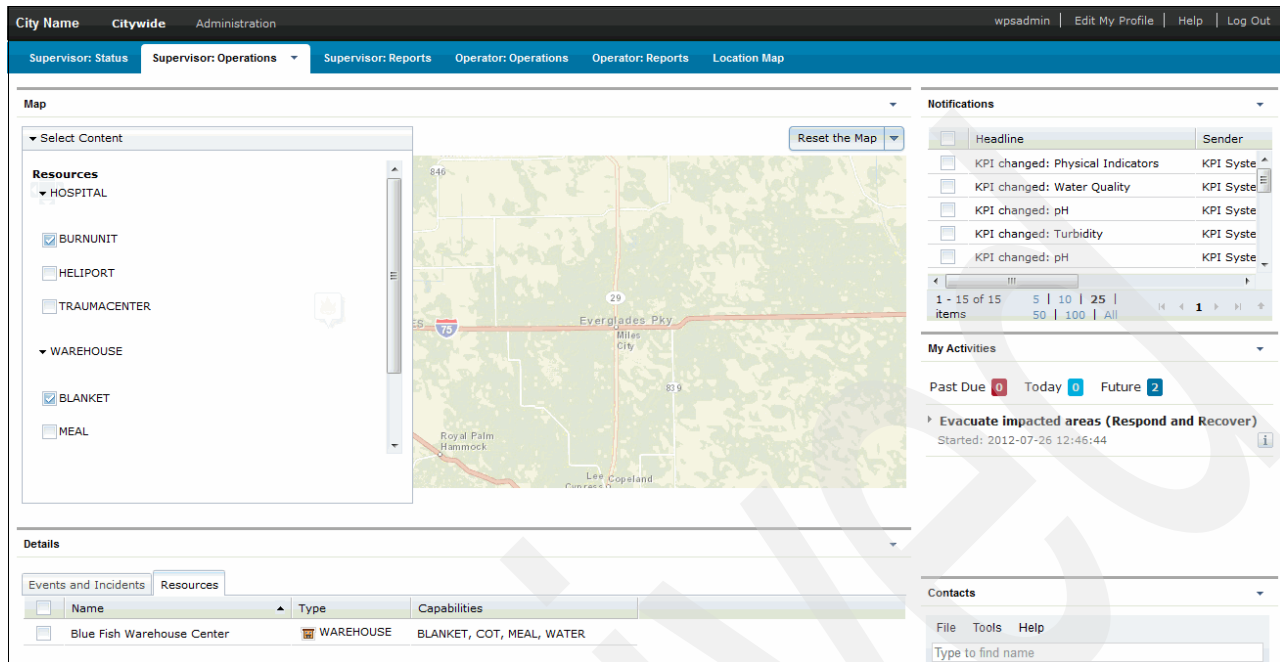 City Name Citywide Administration wpsadmin | Edit My Profile | Help | Log Out
Supervisor: Status Supervisor: Operations Supervisor: Reports Operator: Operations Operator: Reports Location Map
Map
Select Content
Reset the Map
Resources
HOSPITAL
BURNUNIT
HELIPORT
TRAUMACENTER
WAREHOUSE
BLANKET
MEAL
846
29
Everglades Pky
ES
75
Miles
City
839
Royal Palm
Hammock
Lee Copeland
Cypress
Notifications
Headline Sender
KPI changed: Physical Indicators KPI Syste
KPI changed: Water Quality KPI Syste
KPI changed: pH KPI Syste
KPI changed: Turbidity KPI Syste
KPI changed: pH KPI Syste
1 - 15 of 15 5 | 10 | 25 | 1
items 50 | 100 | All
My Activities
Past Due 0 Today 0 Future 2
Evacuate impacted areas (Respond and Recover)
Started: 2012-07-26 12:46:44 i
Details
Events and Incidents Resources
Name Type Capabilities
Blue Fish Warehouse Center WAREHOUSE BLANKET, COT, MEAL, WATER
Contacts
File Tools Help
Type to find name